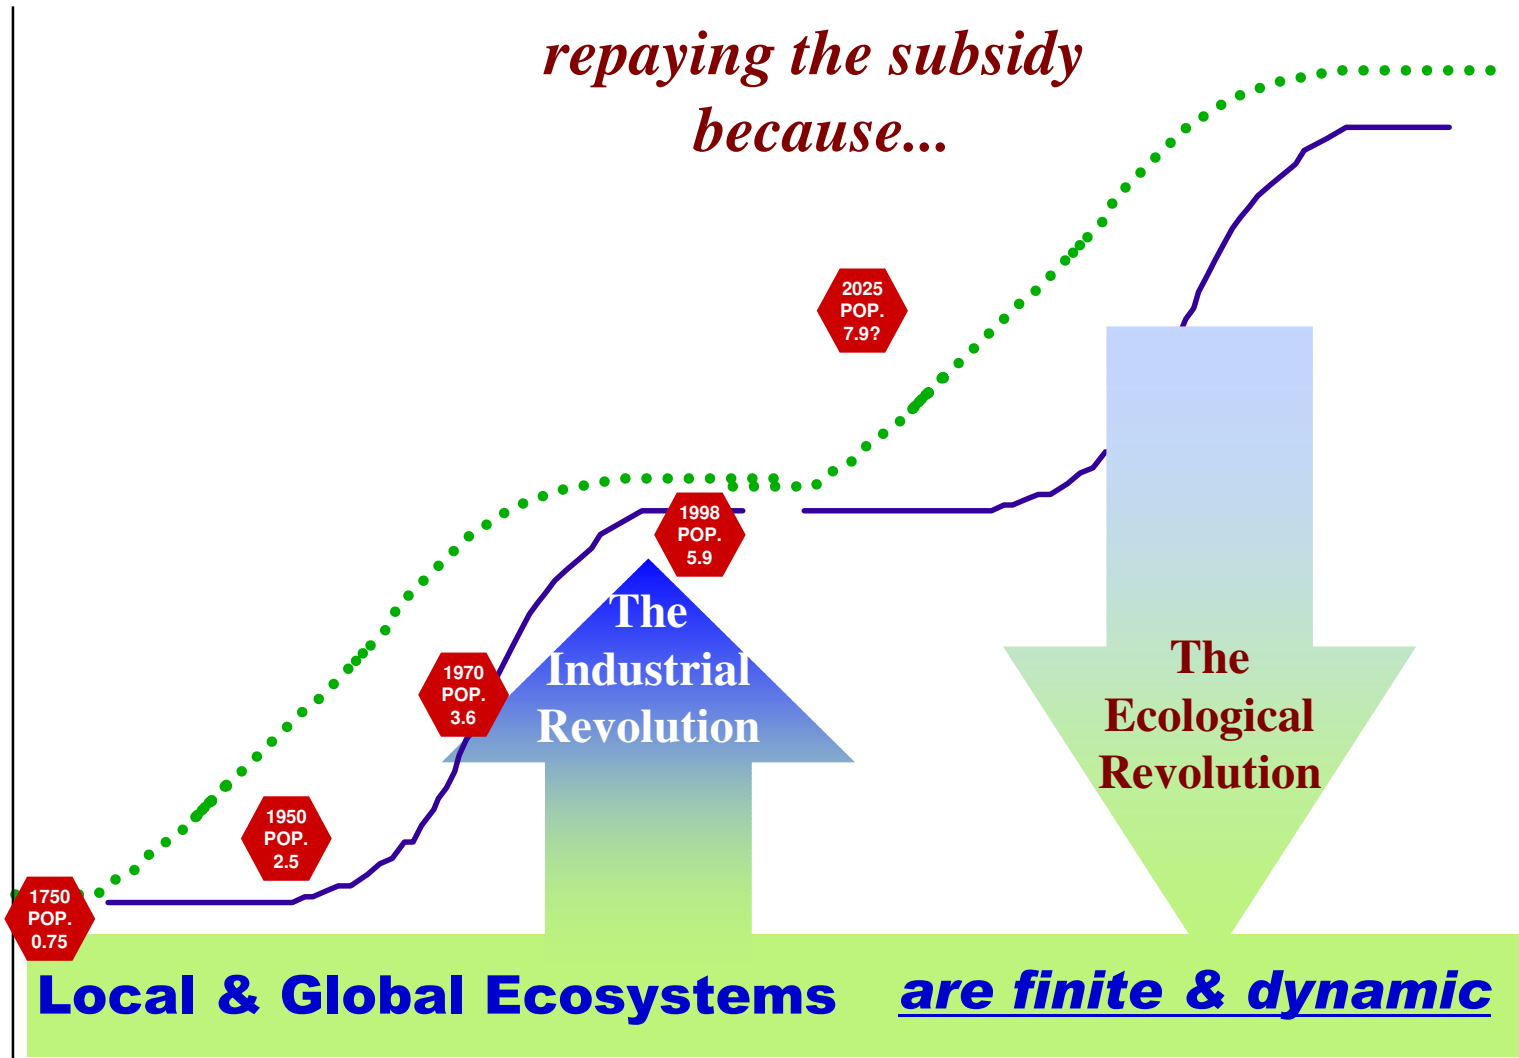 repaying the subsidy
because...
2025
POP.
7.9?
1998
POP.
5.9
The
Industrial
Revolution
1970
POP.
3.6
The
Ecological
Revolution
1950
POP.
2.5
1750
POP.
0.75
Local & Global Ecosystems are finite & dynamic